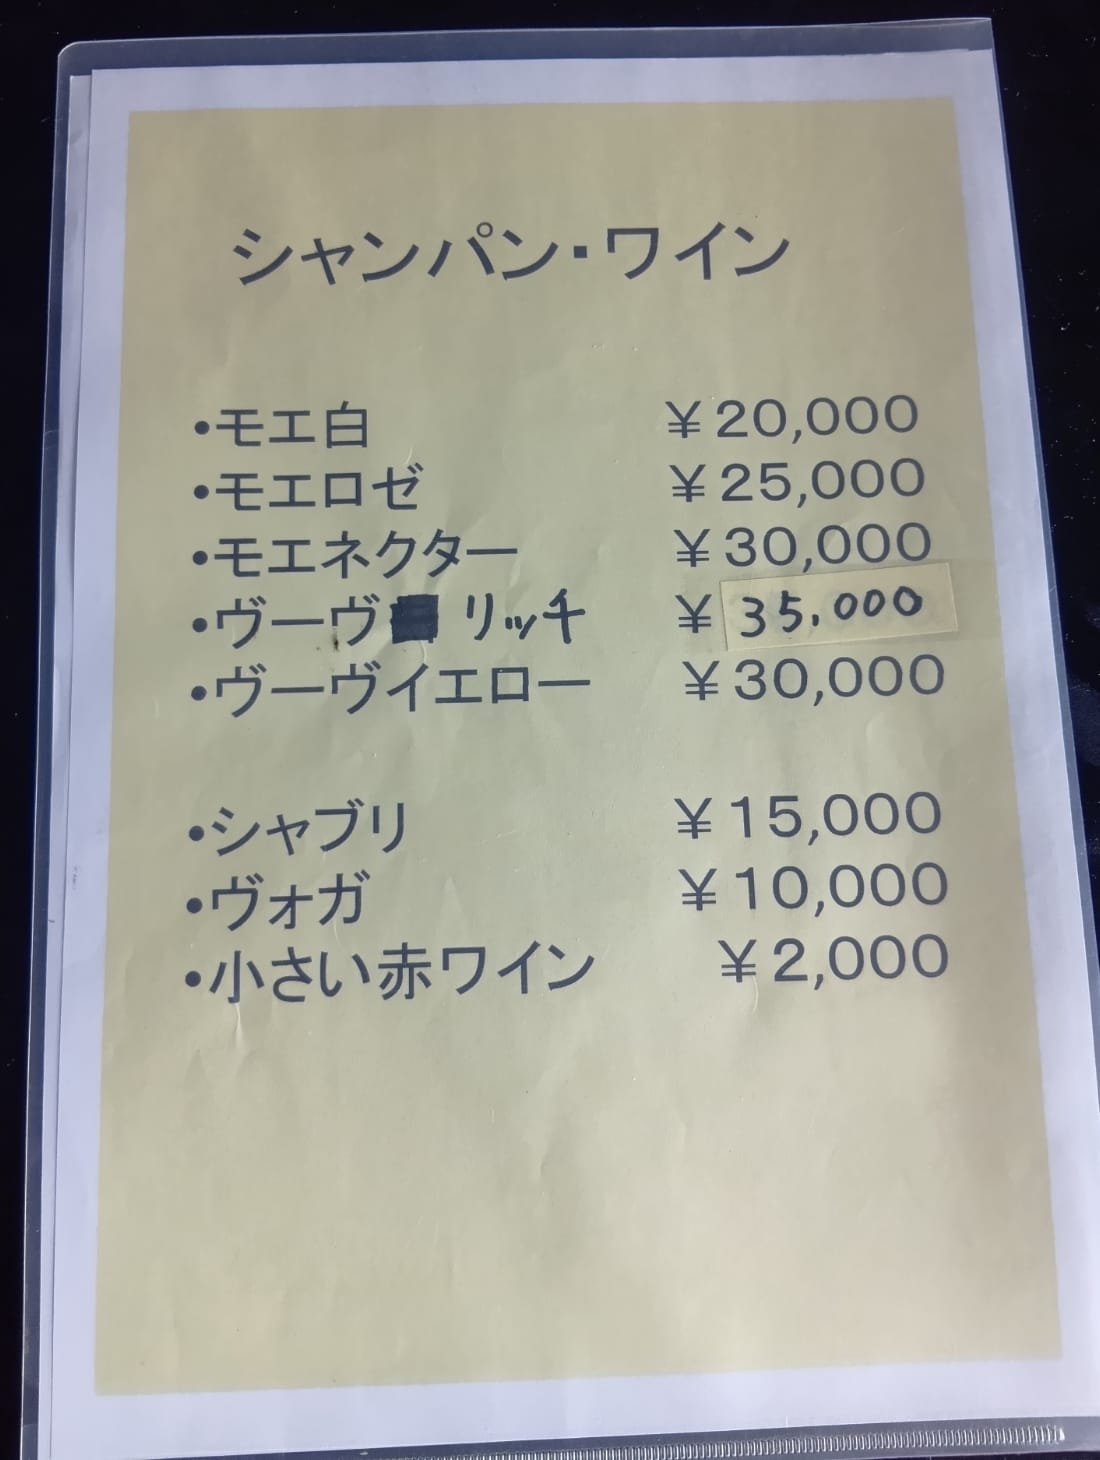 シャンパン・ワイン
・モエ白 ￥20,000
・モエロゼ ￥25,000
・モエネクター ￥30,000
・ヴーヴ リッチ ￥35,000
・ヴーヴイエロー ￥30,000
・シャブリ ￥15,000
・ヴォガ ￥10,000
・小さい赤ワイン ￥2,000